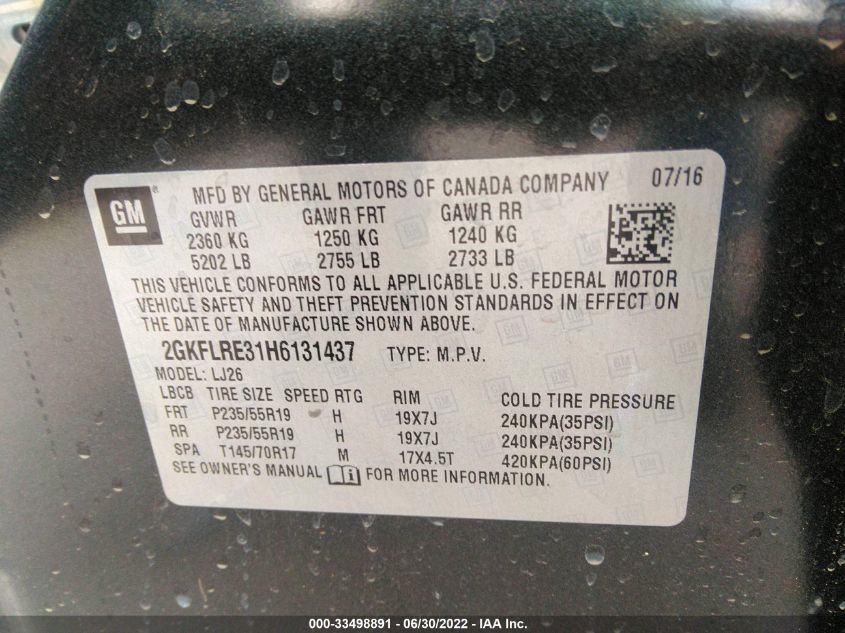 GM
MFD BY GENERAL MOTORS OF CANADA COMPANY 07/16
GVWR GAWR FRT GAWR RR
2360 KG 1250 KG 1240 KG
5202 LB 2755 LB 2733 LB
THIS VEHICLE CONFORMS TO ALL APPLICABLE U.S. FEDERAL MOTOR
VEHICLE SAFETY AND THEFT PREVENTION STANDARDS IN EFFECT ON
THE DATE OF MANUFACTURE SHOWN ABOVE.
2GKFLRE31H6131437 TYPE: M.P.V.
MODEL: LJ26
LBCB TIRE SIZE SPEED RTG RIM COLD TIRE PRESSURE
FRT P235/55R19 H 19X7J 240KPA(35PSI)
RR P235/55R19 H 19X7J 240KPA(35PSI)
SPA T145/70R17 M 17X4.5T 420KPA(60PSI)
SEE OWNER'S MANUAL FOR MORE INFORMATION.
000-33498891 - 06/30/2022 - IAA Inc.